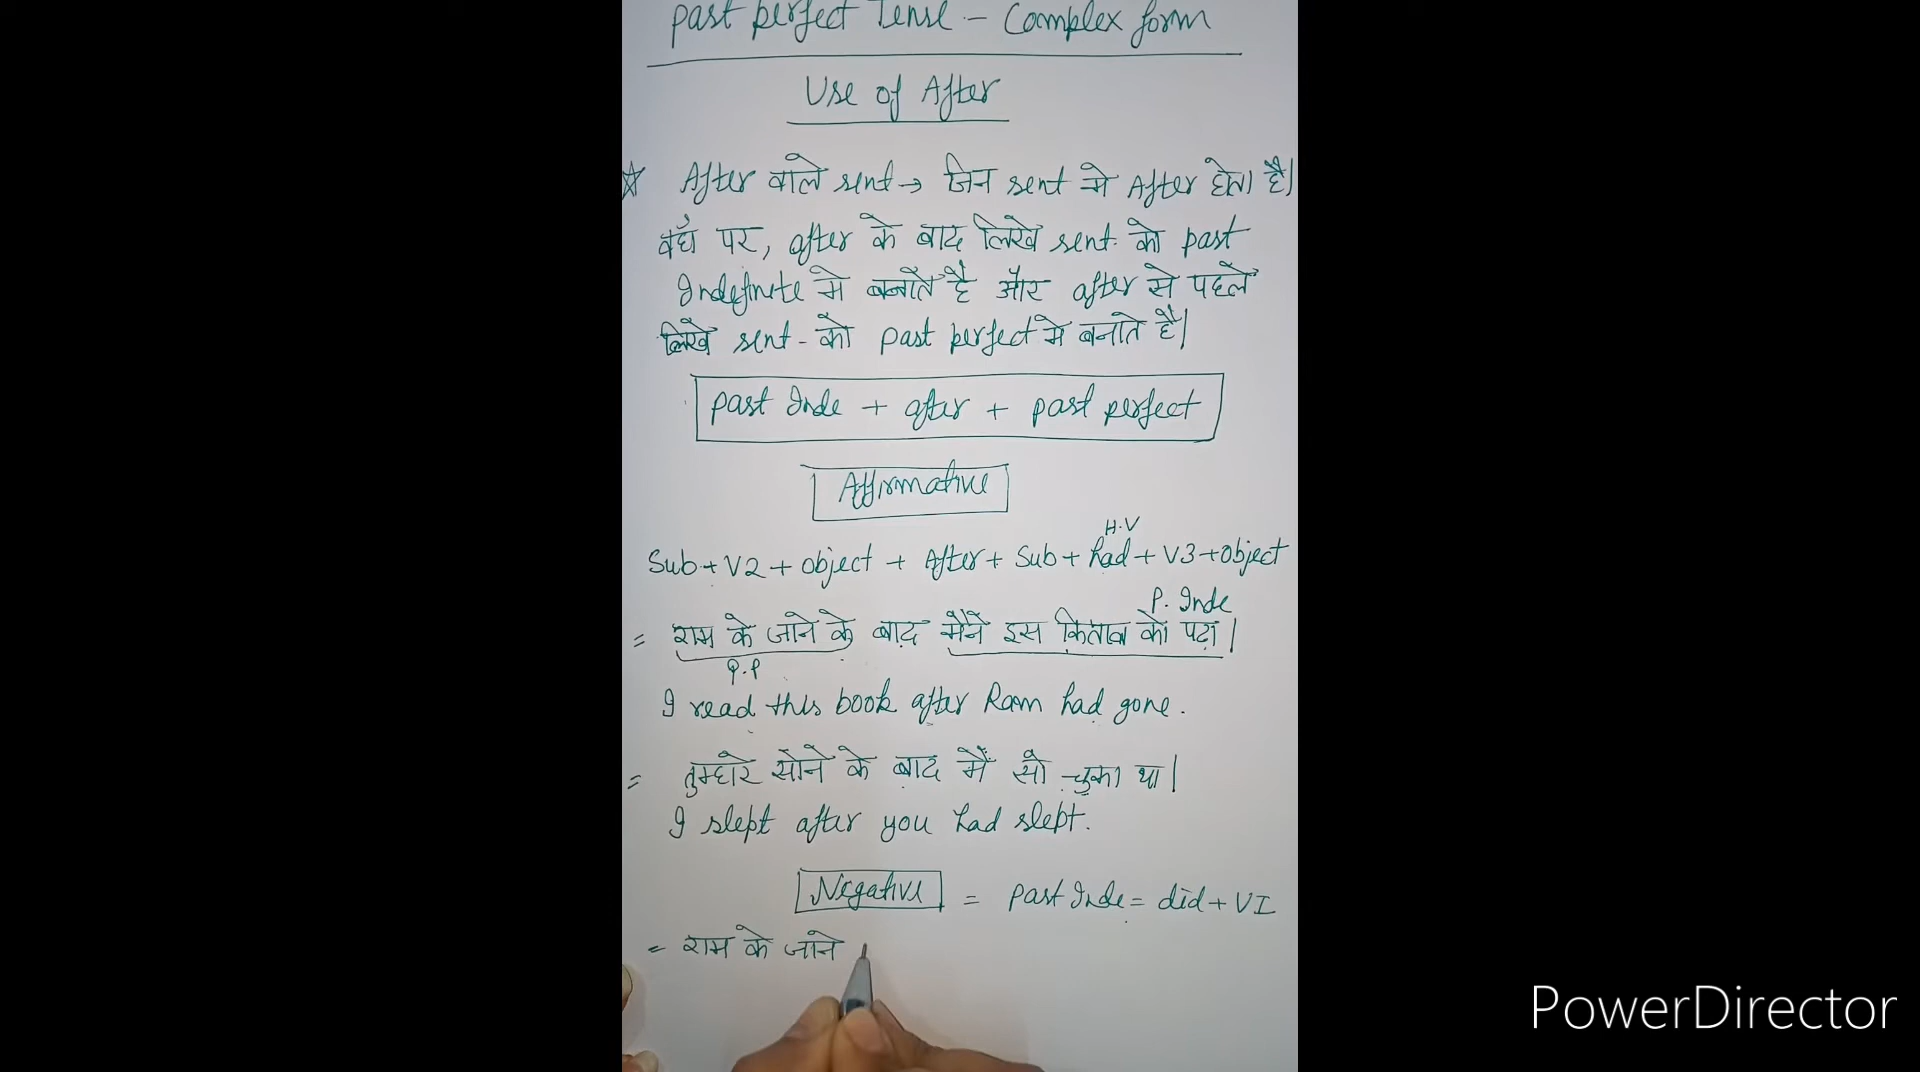 Past perfect Tense - Complex form
Use of After
☆ After वाले sent → जिन sent मे After होता है।
वहाँ पर, after के बाद लिखे sent. को past
Indefinite मे बनाते है और after से पहले
लिखे sent - को past perfect मे बनाते है।
past Inde + after + past perfect
Affirmative
H.V
Sub + V2 + object + After + Sub + had + V3 + object
P. Inde
= राम के जाने के बाद मैने इस किताब को पढ़ा।
P.P
I read this book after Ram had gone.
= तुम्हारे सोने के बाद मैं सो चुका था।
I slept after you had slept.
Negative = past Inde = did + VI
= राम के जाने
PowerDirector